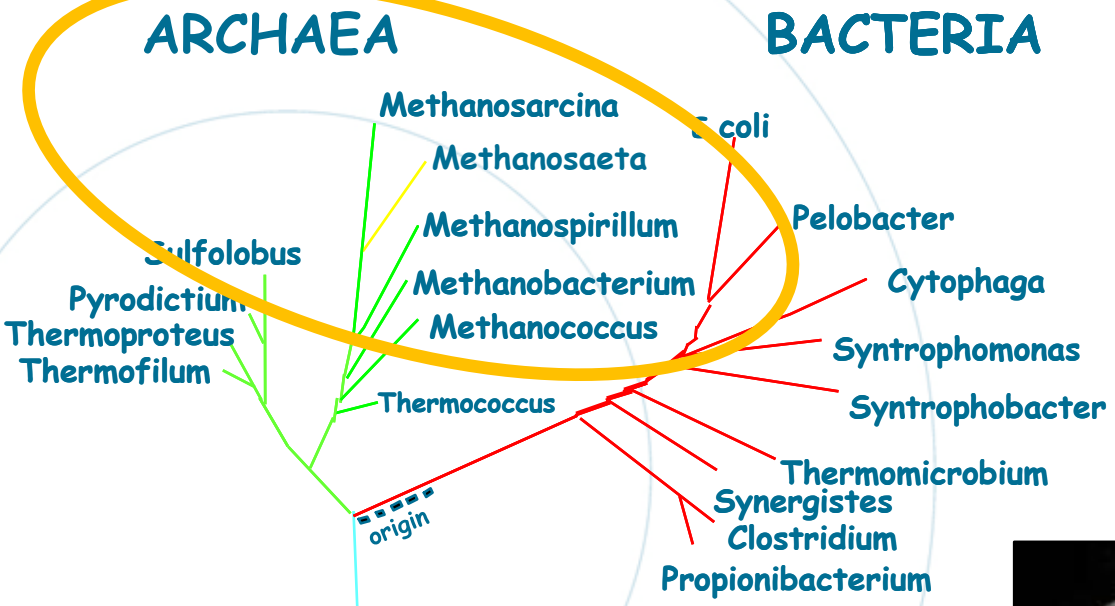 ARCHAEA
BACTERIA
Methanosarcina
E coli
Methanosaeta
Pelobacter
Methanospirillum
Sulfolobus
Cytophaga
Methanobacterium
Pyrodictium
Methanococcus
Thermoproteus
Syntrophomonas
Thermofilum
Thermococcus
Syntrophobacter
Thermomicrobium
Synergistes
origin
Clostridium
Propionibacterium